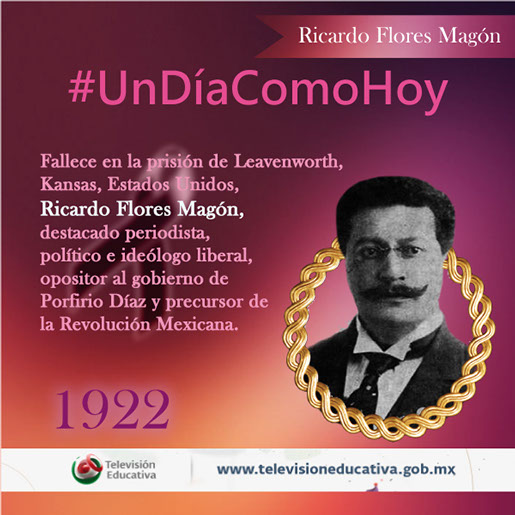 Ricardo Flores Magón
#UnDíaComoHoy
Fallece en la prisión de Leavenworth,
Kansas, Estados Unidos,
Ricardo Flores Magón,
destacado periodista,
político e ideólogo liberal,
opositor al gobierno de
Porfirio Díaz y precursor de
la Revolución Mexicana.
1922
Televisión
Educativa
www.televisioneducativa.gob.mx